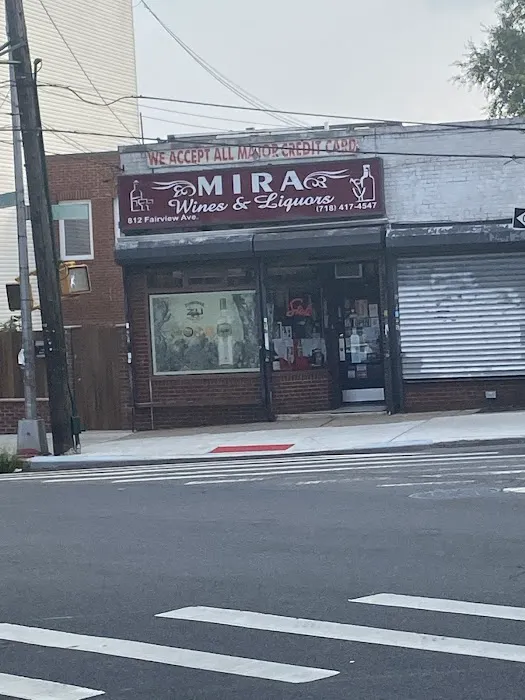 WE ACCEPT ALL MAJOR CREDIT CARD
MIRA
Wines & Liquors
812 Fairview Ave.
(718) 417-4547